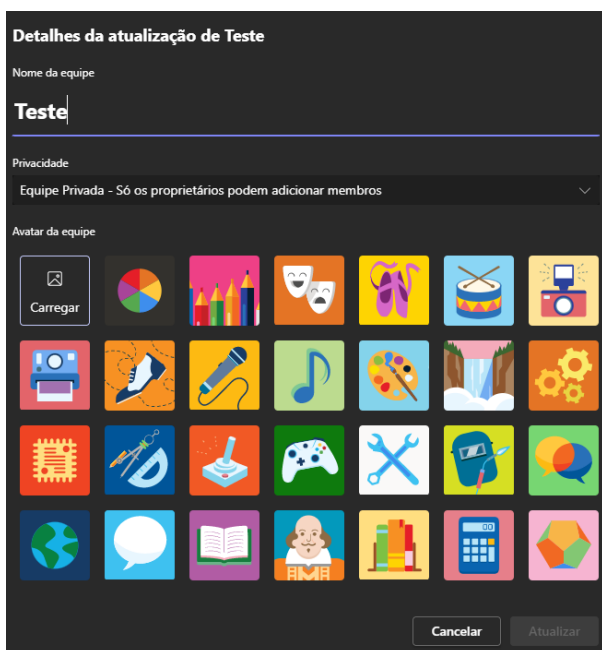 Detalhes da atualização de Teste
Nome da equipe
Teste
Privacidade
Equipe Privada - Só os proprietários podem adicionar membros
Avatar da equipe
Carregar
Cancelar
Atualizar